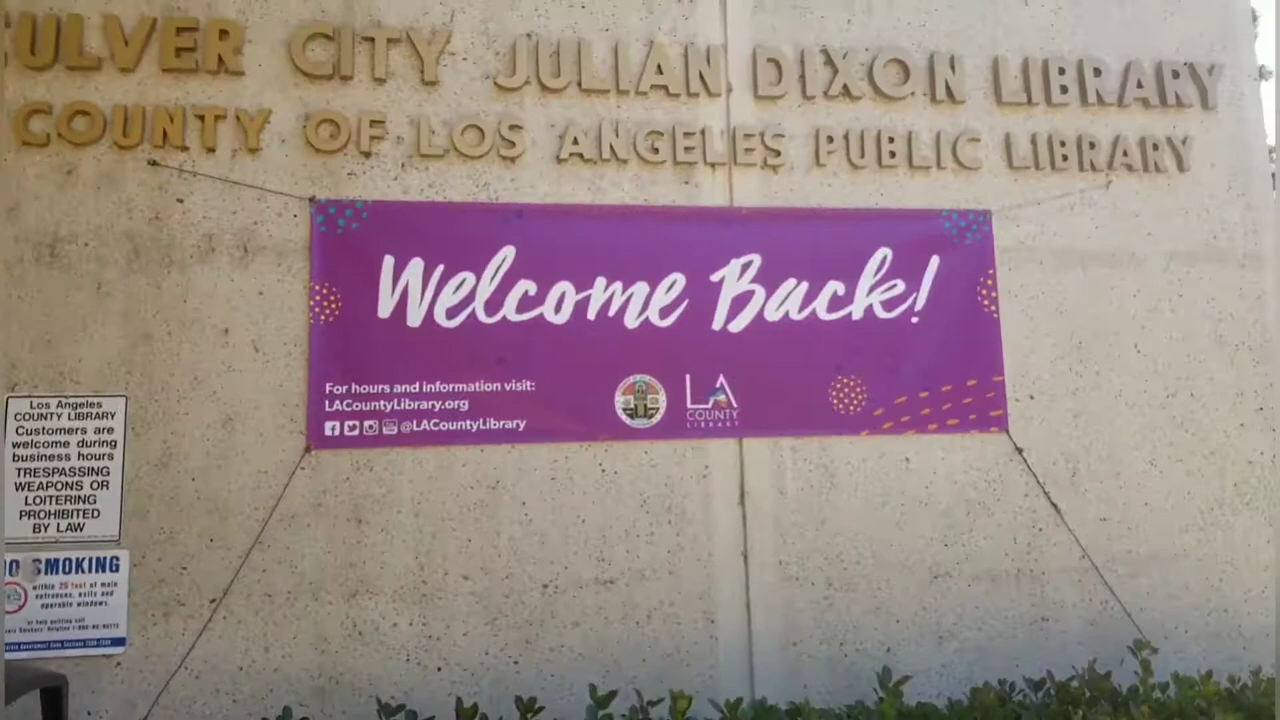 ULVER CITY JULIAN DIXON LIBRARY
COUNTY OF LOS ANGELES PUBLIC LIBRARY
Welcome Back!
For hours and information visit:
LACountyLibrary.org
@LACountyLibrary
LA
COUNTY
LIBRARY
Los Angeles
COUNTY LIBRARY
Customers are
welcome during
business hours
TRESPASSING
WEAPONS OR
LOITERING
PROHIBITED
BY LAW
NO SMOKING
within 20 feet of main
entrances, exits and
operable windows.